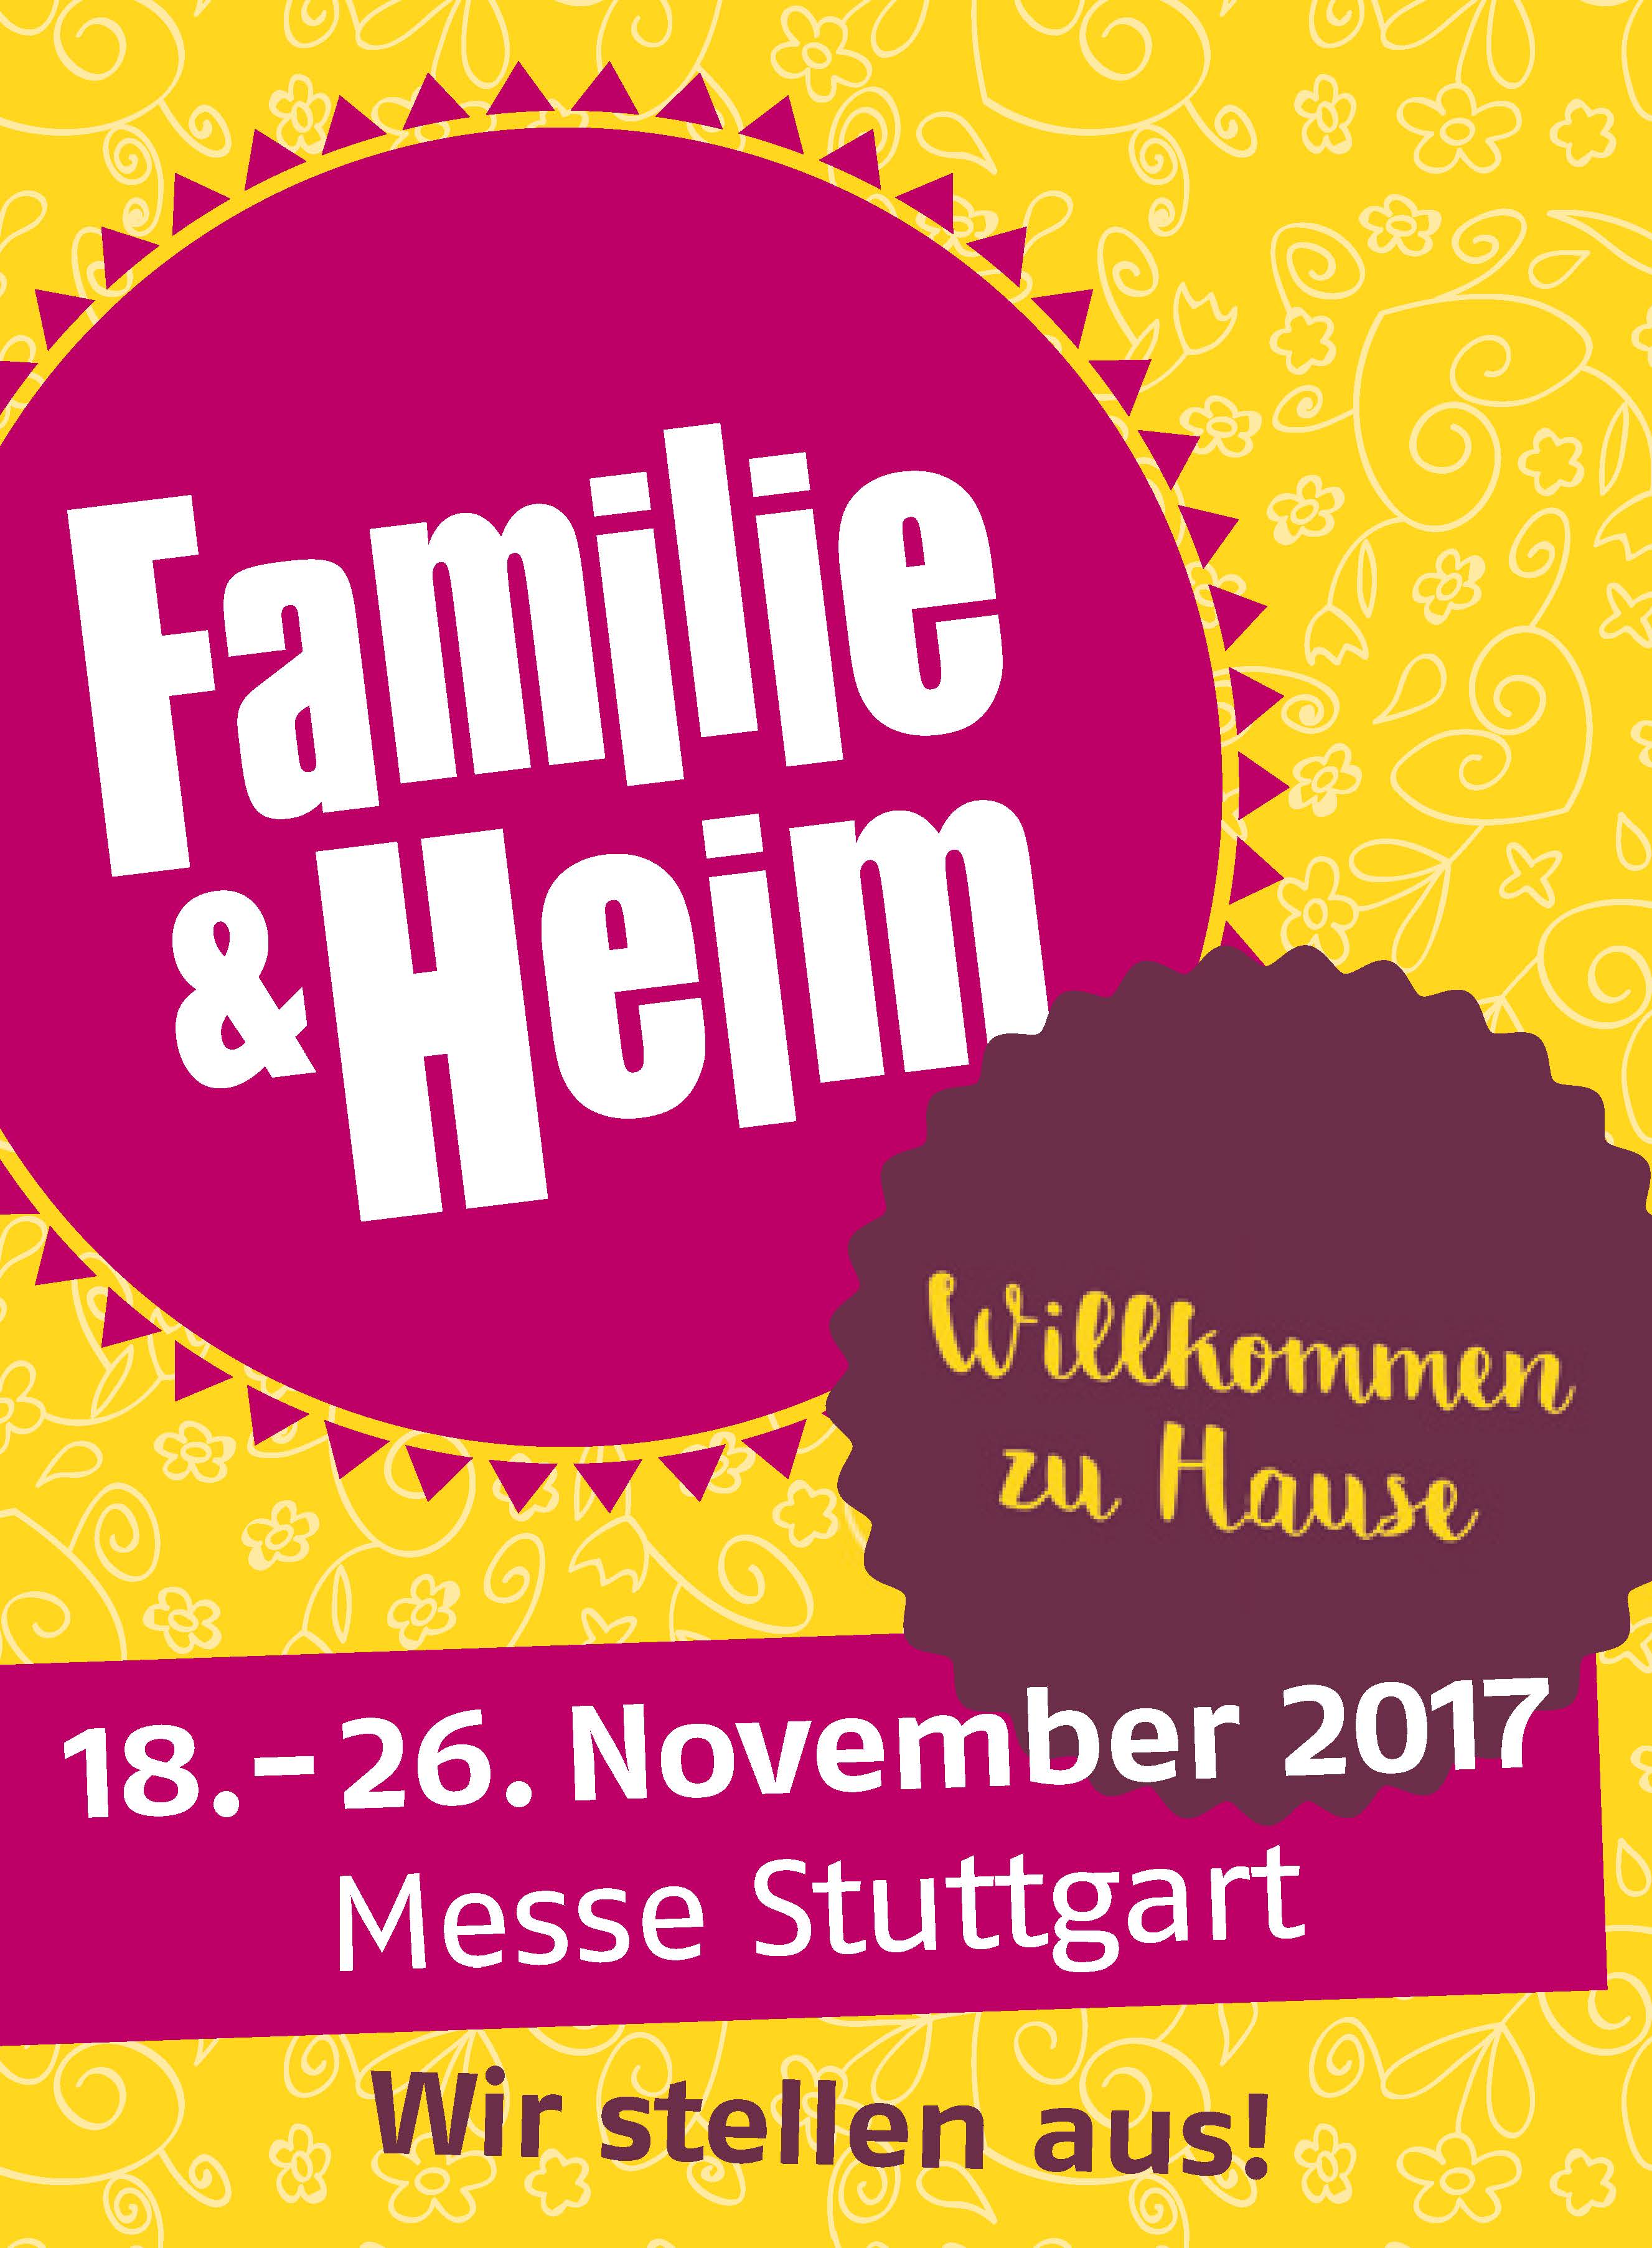 Familie
& Heim
Willkommen
zu Hause
18. – 26. November 2017
Messe Stuttgart
Wir stellen aus!